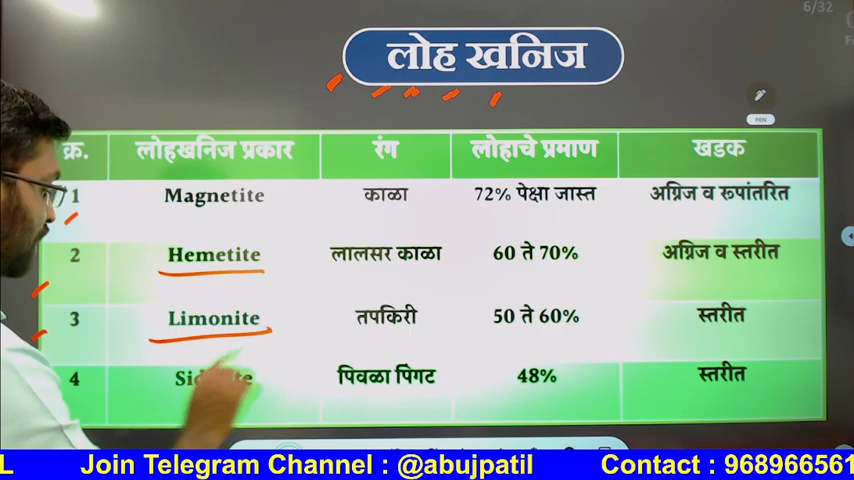 6/32
लोह खनिज
PEN
क्र. लोहखनिज प्रकार रंग लोहाचे प्रमाण खडक
1 Magnetite काळा 72% पेक्षा जास्त अग्निज व रूपांतरित
2 Hemetite लालसर काळा 60 ते 70% अग्निज व स्तरीत
3 Limonite तपकिरी 50 ते 60% स्तरीत
4 पिवळा पिंगट 48% स्तरीत
Join Telegram Channel : @abujpatil Contact : 968966561